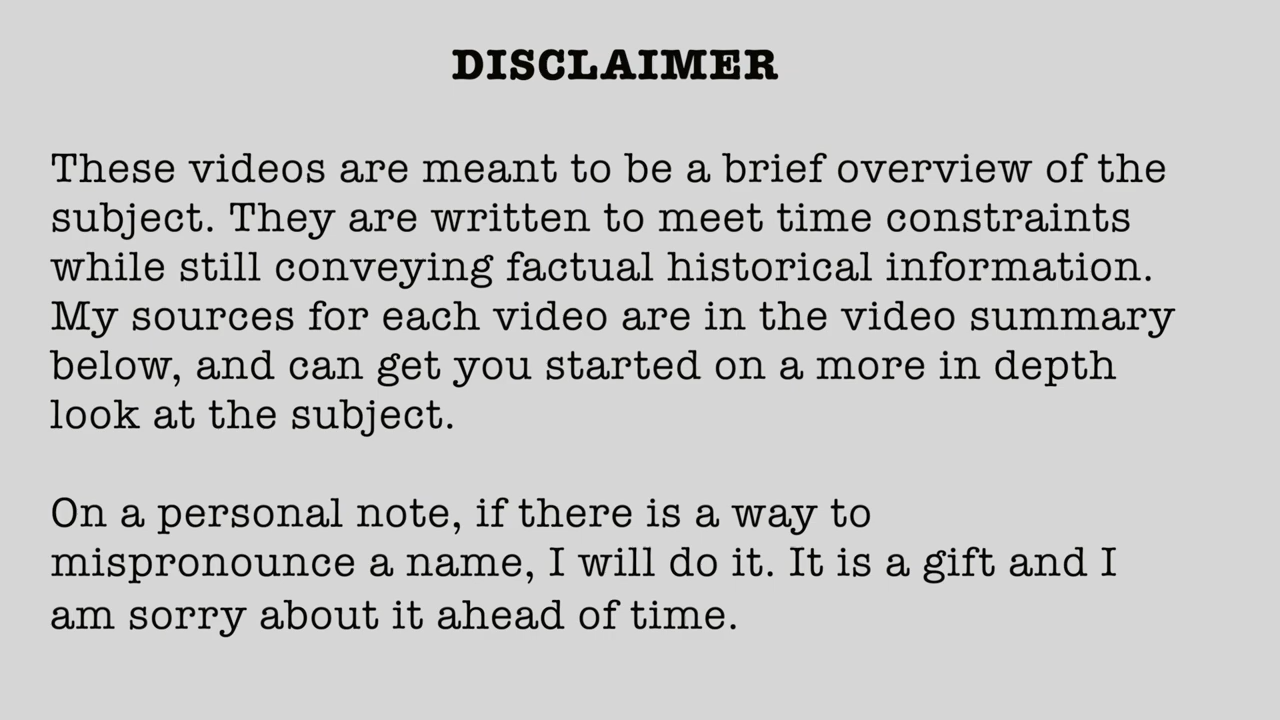 DISCLAIMER
These videos are meant to be a brief overview of the
subject. They are written to meet time constraints
while still conveying factual historical information.
My sources for each video are in the video summary
below, and can get you started on a more in depth
look at the subject.
On a personal note, if there is a way to
mispronounce a name, I will do it. It is a gift and I
am sorry about it ahead of time.